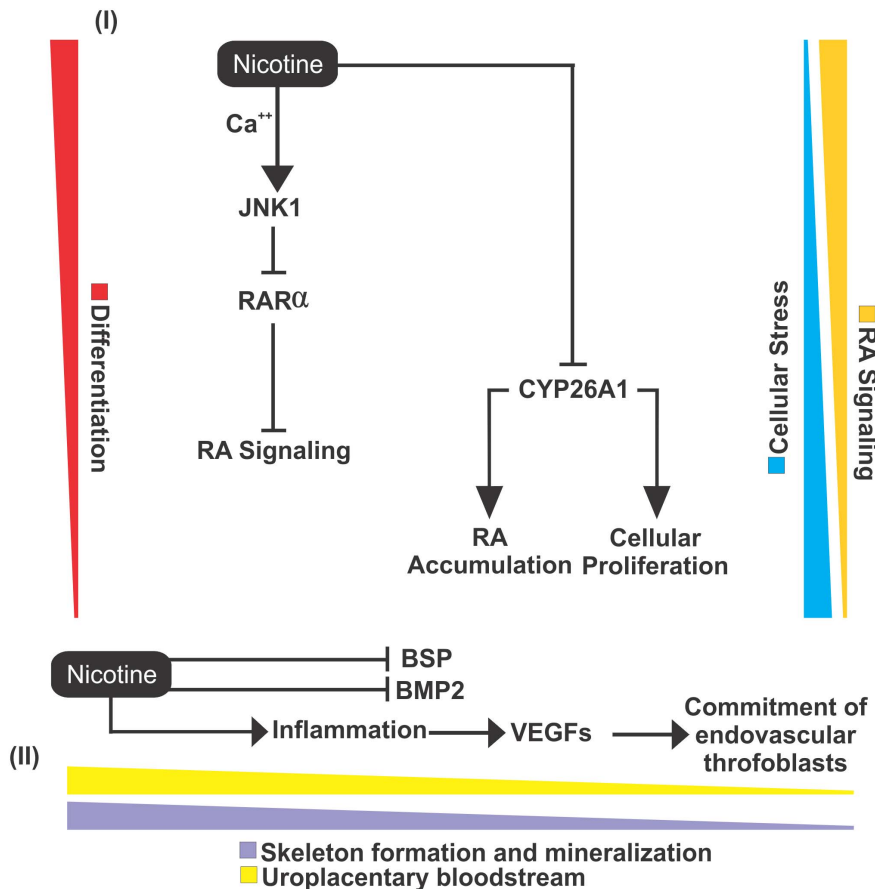 (I)
Nicotine
Ca++
JNK1
RARα
RA Signaling
CYP26A1
RA
Accumulation
Cellular
Proliferation
Differentiation
Cellular Stress
RA Signaling
Nicotine
BSP
BMP2
Inflammation
VEGFs
Commitment of
endovascular
throfoblasts
(II)
Skeleton formation and mineralization
Uroplacentary bloodstream